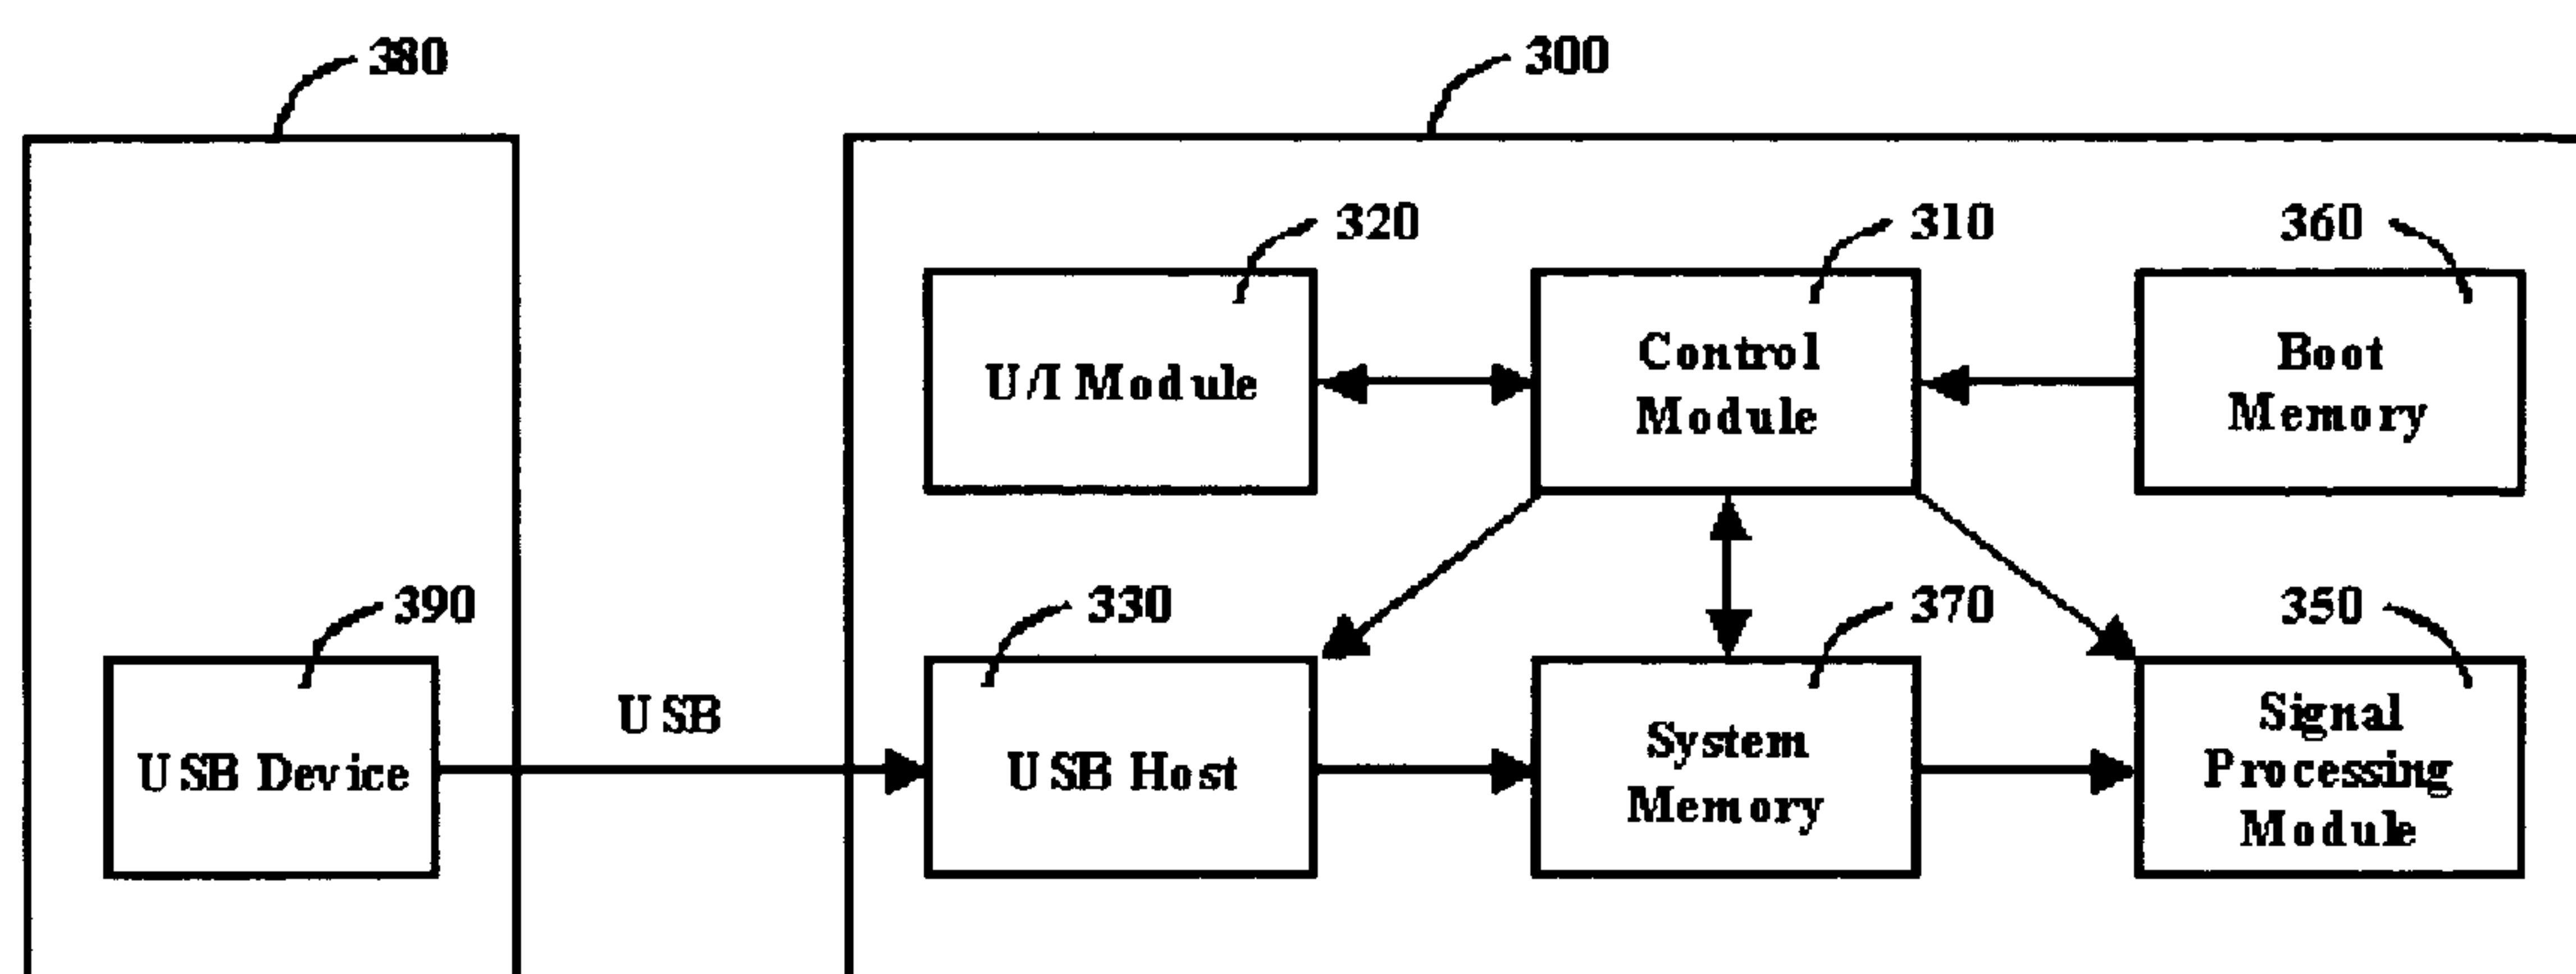 380
300
320
310
360
U/I Module
Control
Module
Boot
Memory
390
330
370
350
USB
USB Device
USB Host
System
Memory
Signal
Processing
Module